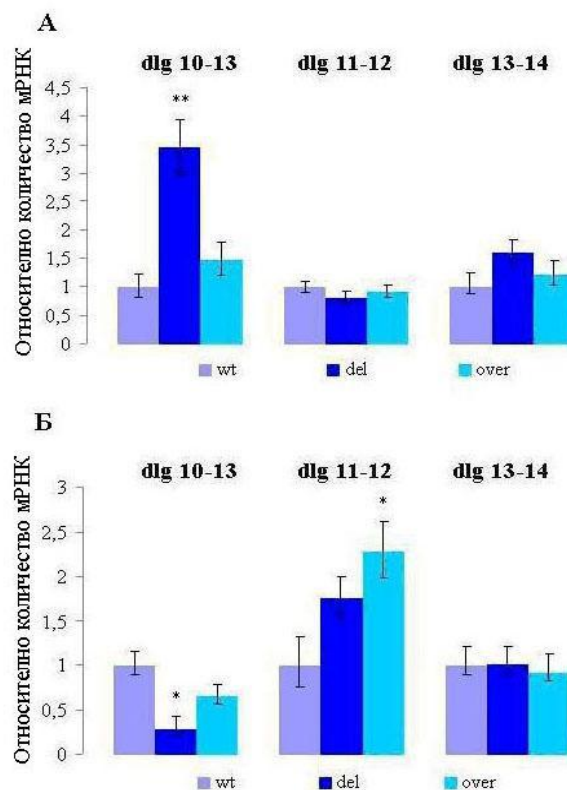 А
dlg 10-13 dlg 11-12 dlg 13-14
Относително количество мРНК
4,5
4
3,5
3
2,5
2
1,5
1
0,5
0
**
wt del over
Б
dlg 10-13 dlg 11-12 dlg 13-14
Относително количество мРНК
3
2,5
2
1,5
1
0,5
0
*
*
wt del over